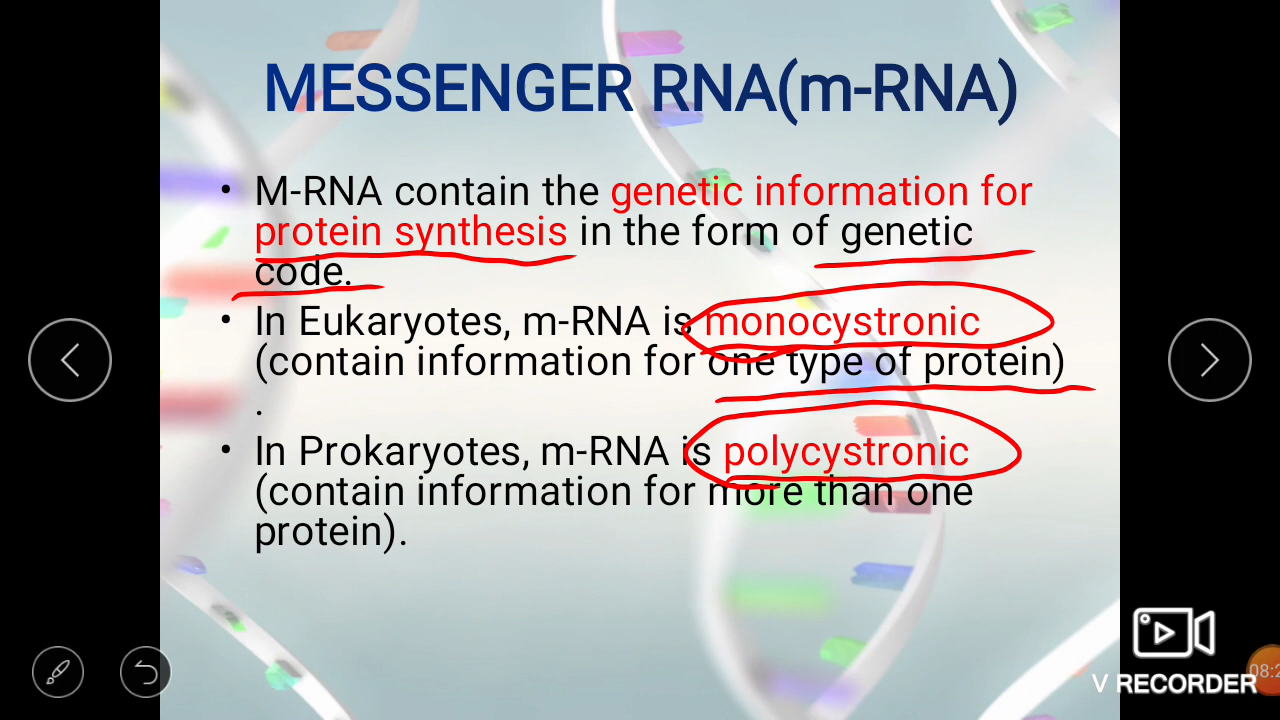 MESSENGER RNA(m-RNA)
• M-RNA contain the genetic information for
protein synthesis in the form of genetic
code.
• In Eukaryotes, m-RNA is monocystronic
(contain information for one type of protein)
.
• In Prokaryotes, m-RNA is polycystronic
(contain information for more than one
protein).
V RECORDER